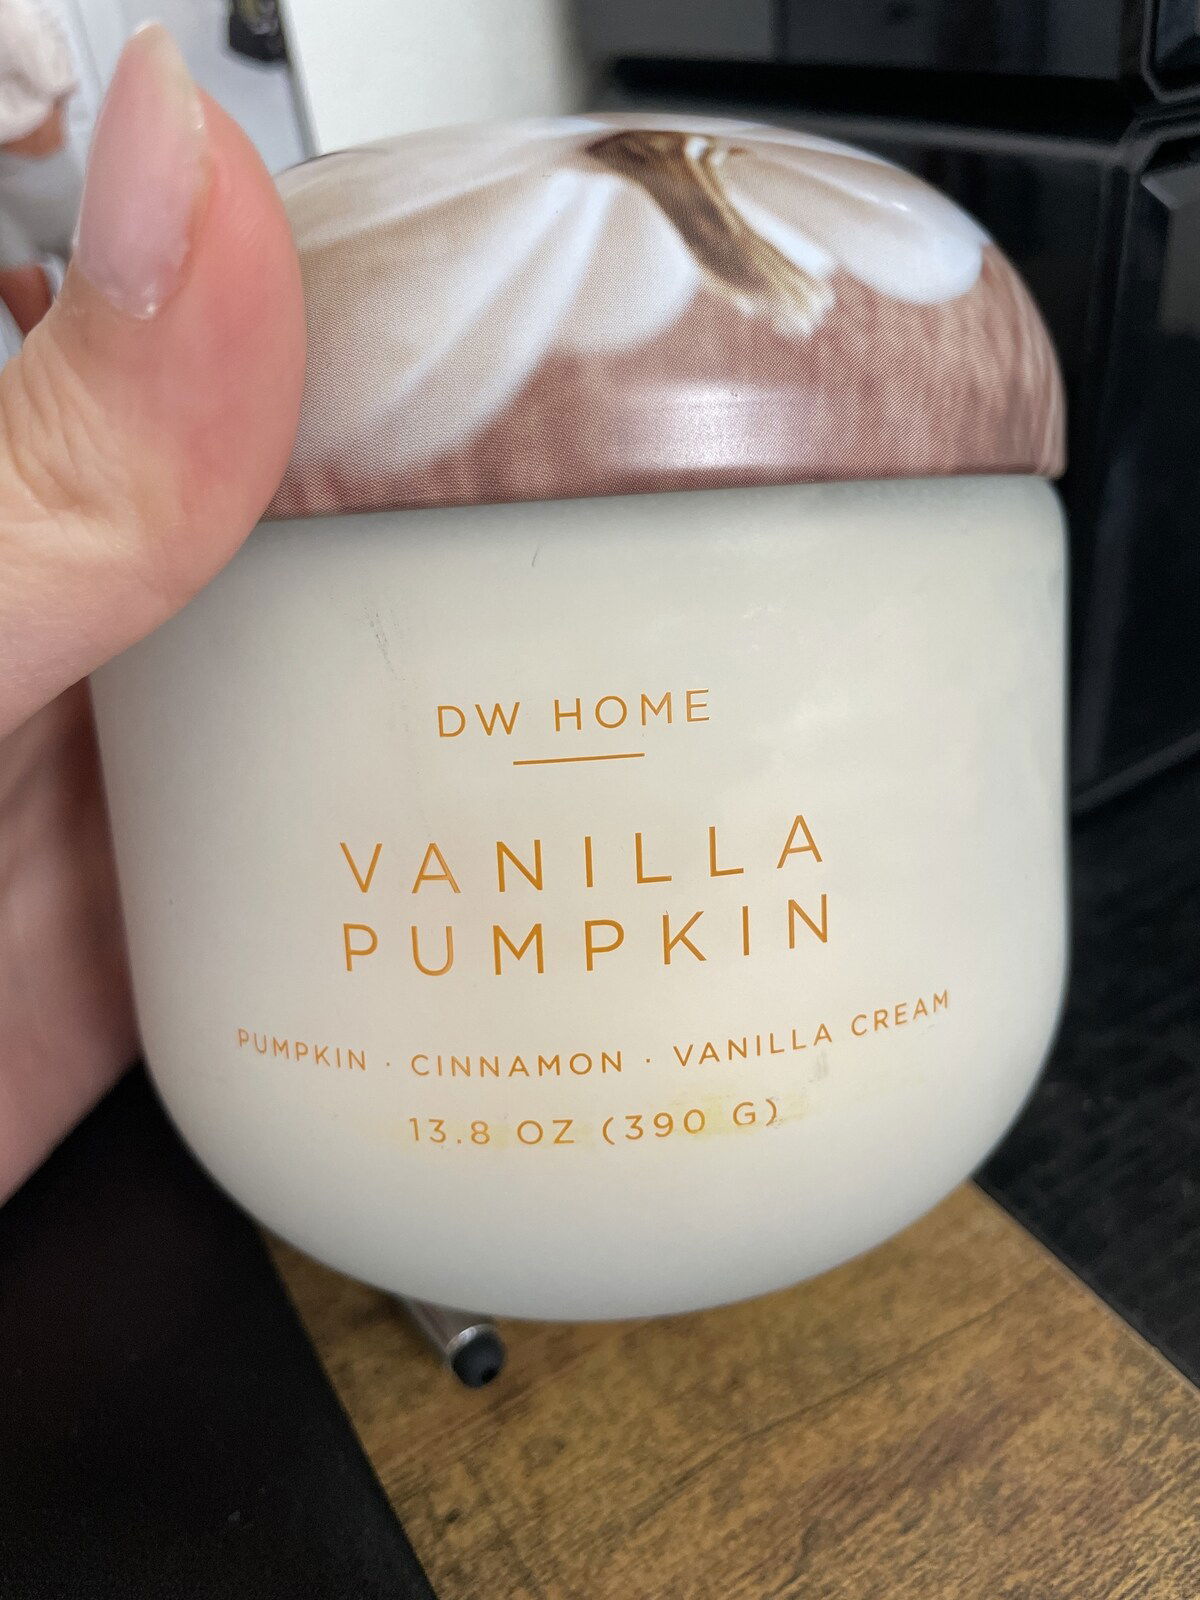 DW HOME
VANILLA
PUMPKIN
PUMPKIN · CINNAMON · VANILLA CREAM
13.8 OZ (390 G)